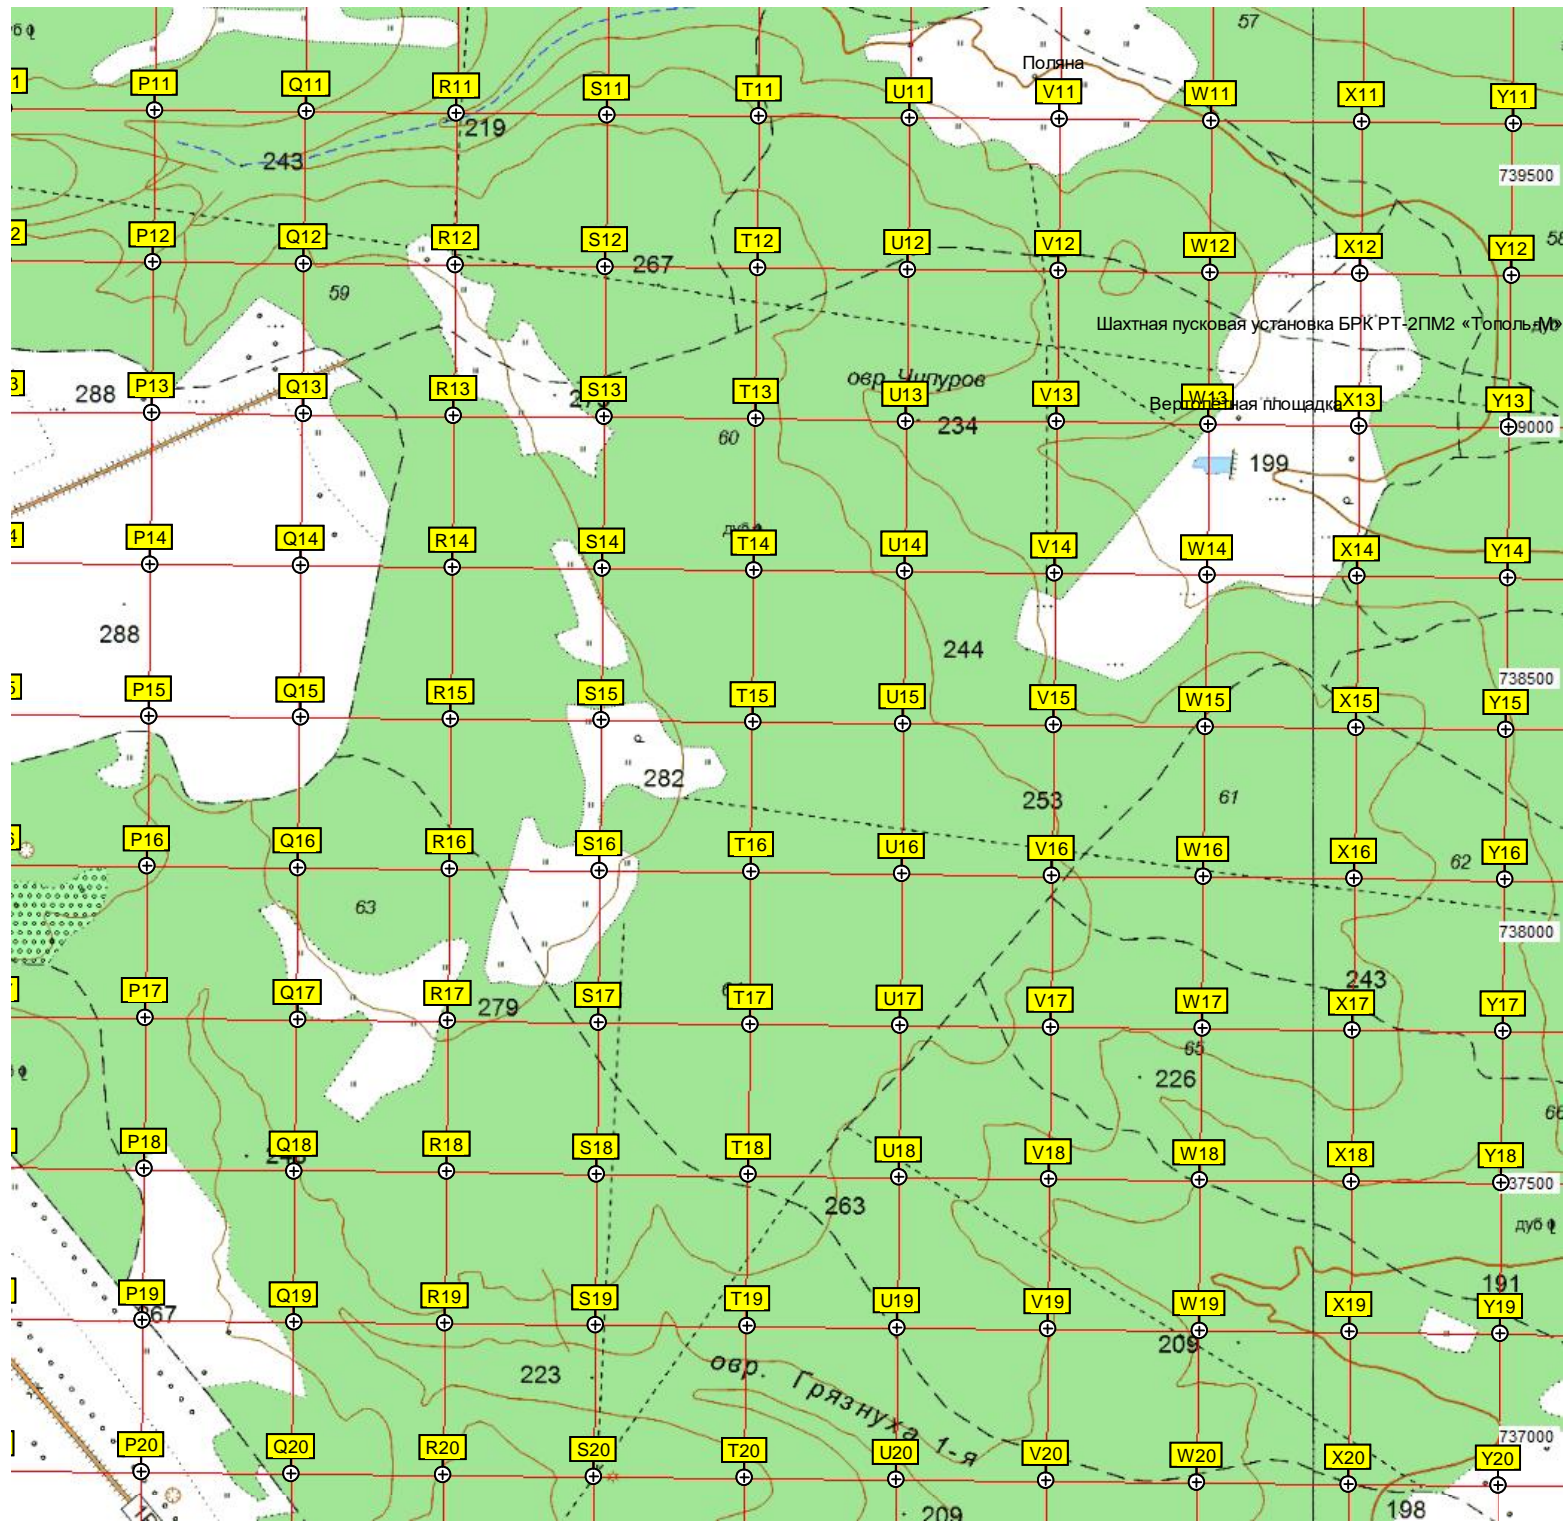 57
Поляна
P11 Q11 R11 S11 T11 U11 V11 W11 X11 Y11
219
243
739500
P12 Q12 R12 S12 T12 U12 V12 W12 X12 Y12
267
58
59
Шахтная пусковая установка БРК РТ-2ПМ2 «Тополь-М»
овр. Чипуров
288
P13 Q13 R13 S13 T13 U13 V13 W13 X13 Y13
Вертолетная площадка
60
234
9000
199
P14 Q14 R14 S14 T14 U14 V14 W14 X14 Y14
288
244
738500
P15 Q15 R15 S15 T15 U15 V15 W15 X15 Y15
282
253
61
P16 Q16 R16 S16 T16 U16 V16 W16 X16 Y16
62
63
738000
243
P17 Q17 R17 S17 T17 U17 V17 W17 X17 Y17
279
65
226
66
P18 Q18 R18 S18 T18 U18 V18 W18 X18 Y18
37500
263
дуб
191
P19 Q19 R19 S19 T19 U19 V19 W19 X19 Y19
267
209
223
овр. Грязнуха 1-я
737000
P20 Q20 R20 S20 T20 U20 V20 W20 X20 Y20
209
198